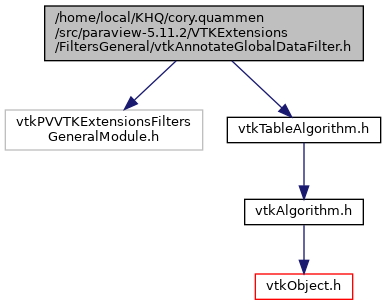 /home/local/KHQ/cory.quammen
/src/paraview-5.11.2/VTKExtensions
/FiltersGeneral/vtkAnnotateGlobalDataFilter.h
vtkPVVTKExtensionsFilters
GeneralModule.h
vtkTableAlgorithm.h
vtkAlgorithm.h
vtkObject.h